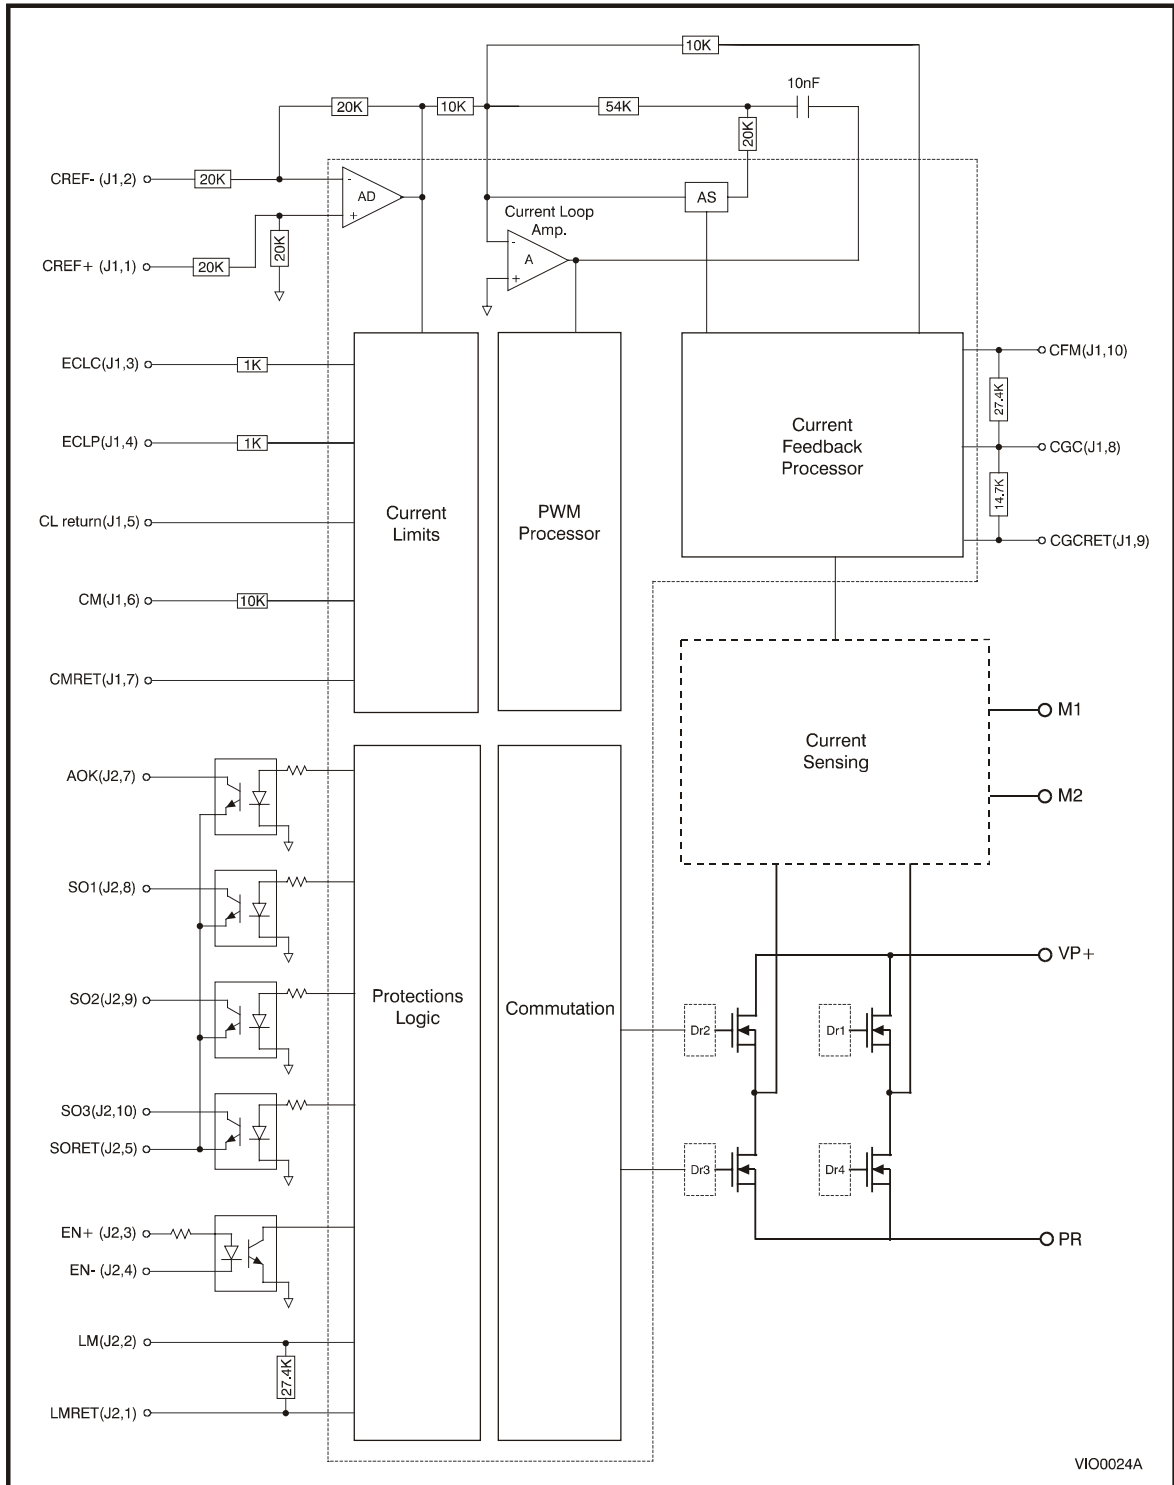 10K
10nF
20K
10K
54K
20K
CREF- (J1,2)
20K
-
AD
+
AS
Current Loop
Amp.
20K
-
A
+
CREF+ (J1,1)
20K
ECLC(J1,3)
1K
CFM(J1,10)
27.4K
ECLP(J1,4)
1K
Current
Feedback
Processor
CGC(J1,8)
14.7K
CL return(J1,5)
Current
Limits
PWM
Processor
CGCRET(J1,9)
CM(J1,6)
10K
CMRET(J1,7)
M1
Current
Sensing
AOK(J2,7)
M2
SO1(J2,8)
VP+
SO2(J2,9)
Protections
Logic
Commutation
Dr2
Dr1
SO3(J2,10)
SORET(J2,5)
Dr3
Dr4
EN+ (J2,3)
PR
EN- (J2,4)
LM(J2,2)
27.4K
LMRET(J2,1)
VIO0024A